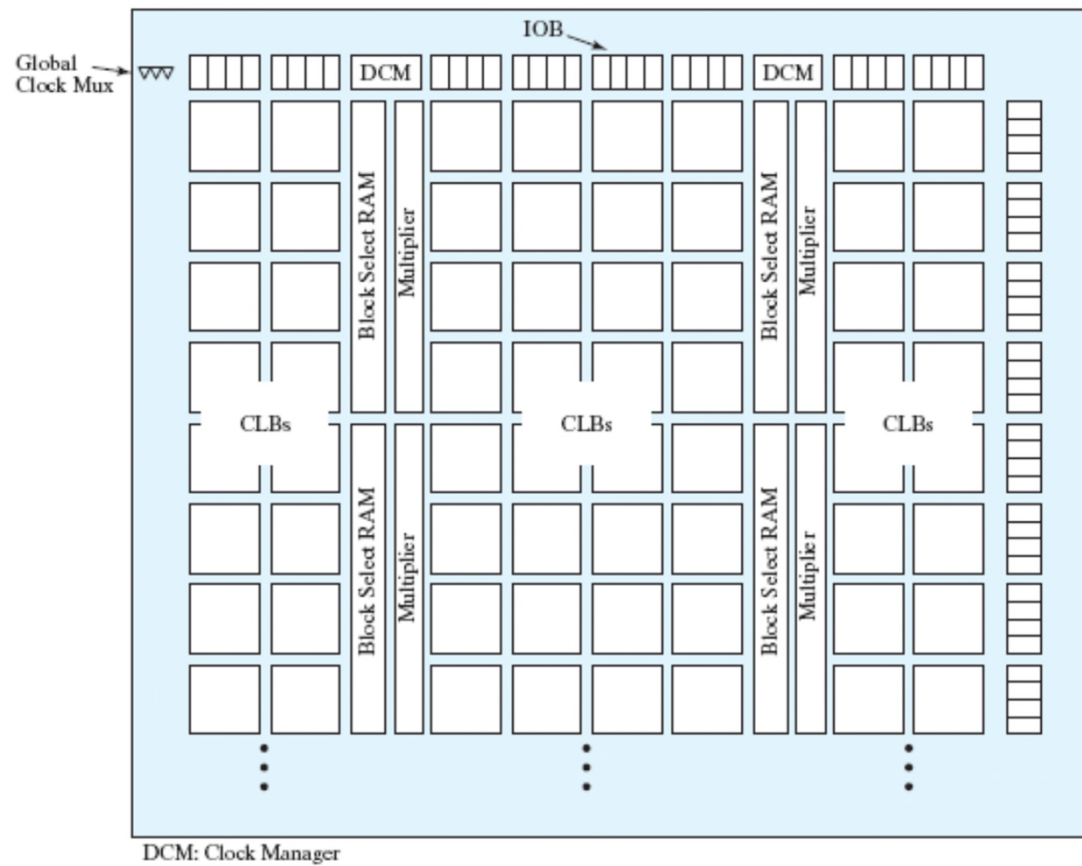 IOB
Global
Clock Mux
DCM
DCM
Block Select RAM
Multiplier
Block Select RAM
Multiplier
CLBs
CLBs
CLBs
Block Select RAM
Multiplier
Block Select RAM
Multiplier
DCM: Clock Manager